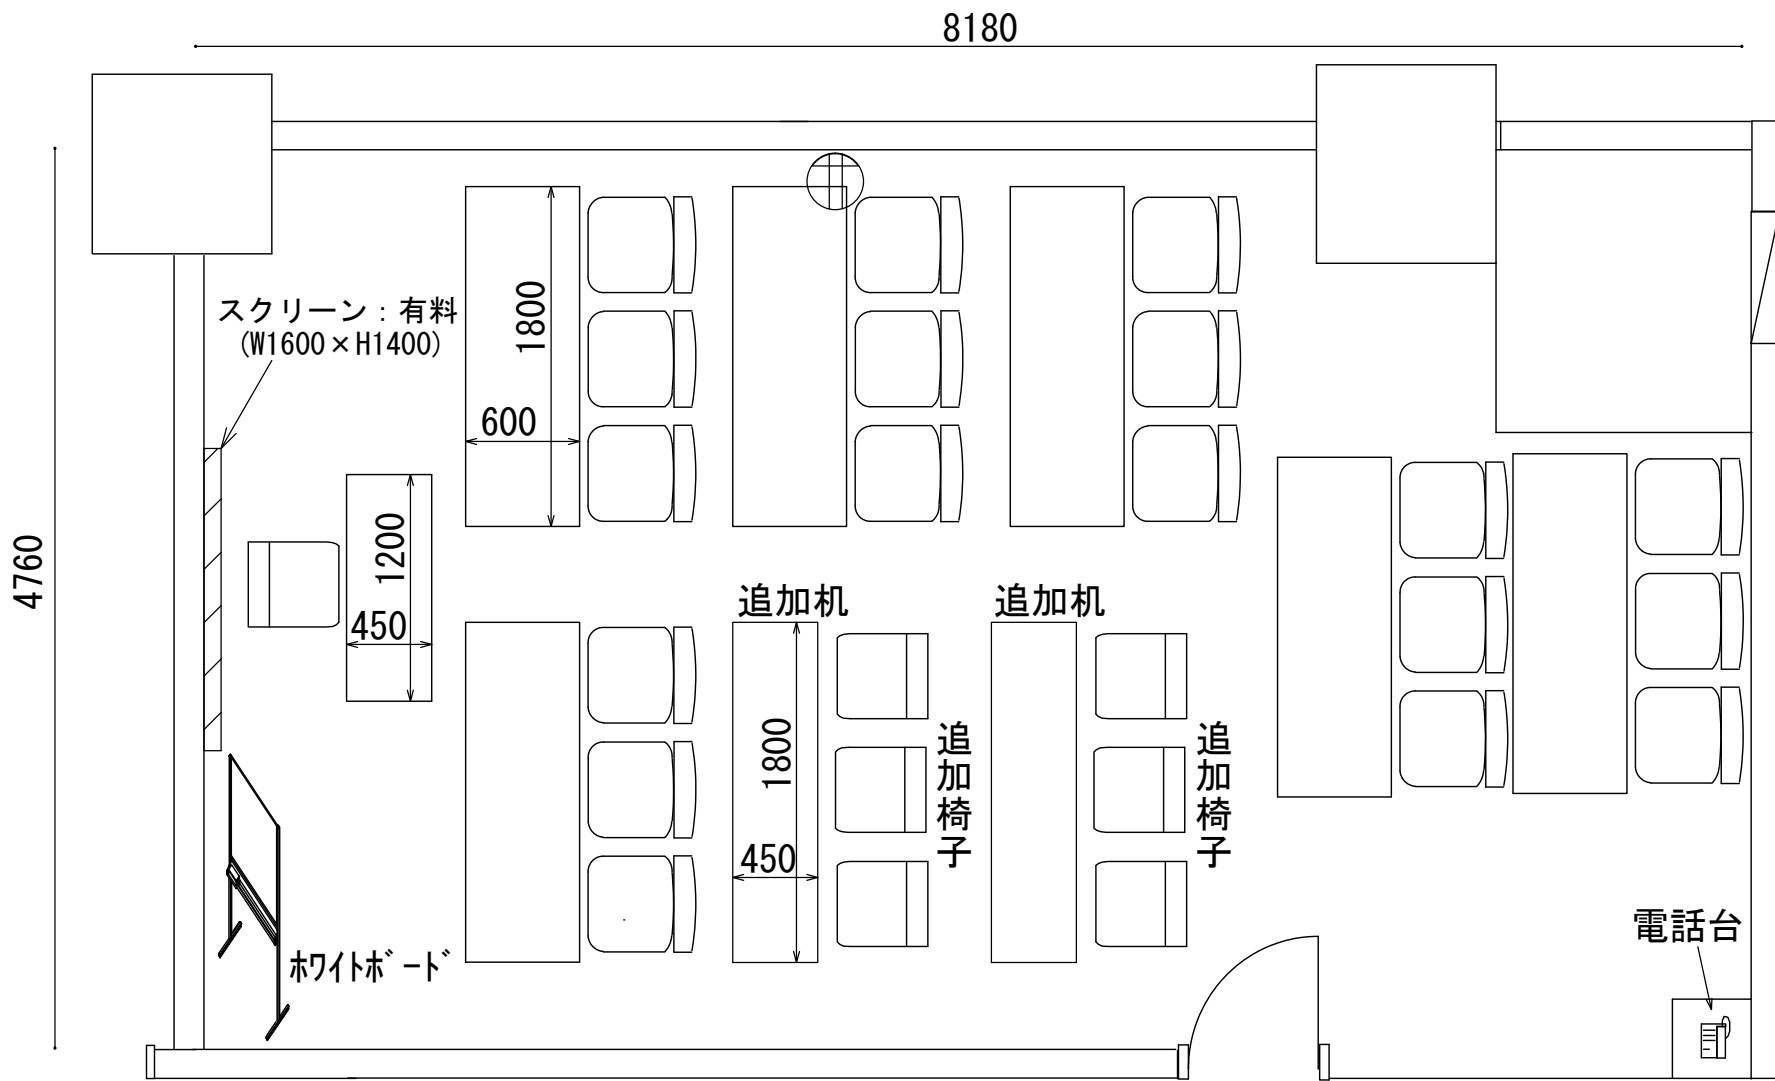 8180
スクリーン：有料
(W1600×H1400)
1800
600
4760
1200
450
追加机
追加机
1800
450
追加椅子
追加椅子
ﾎﾜｲﾄﾎﾞｰﾄﾞ
電話台